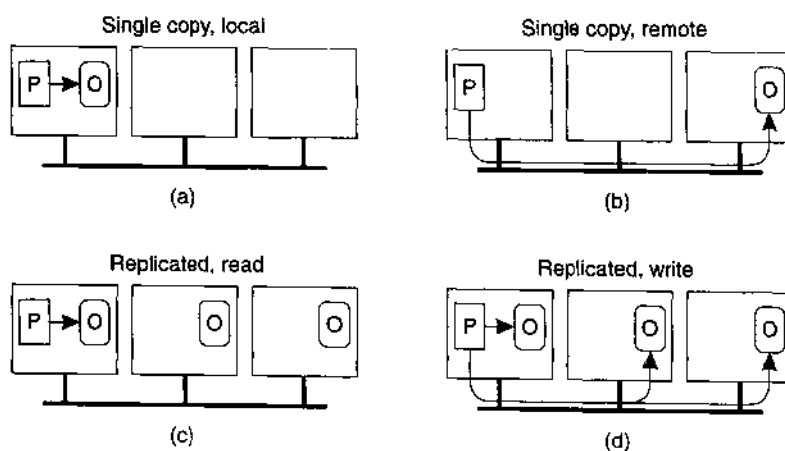 Single copy, local
P
O
(a)
Single copy, remote
P
O
(b)
Replicated, read
P
O
O
O
(c)
Replicated, write
P
O
O
O
(d)